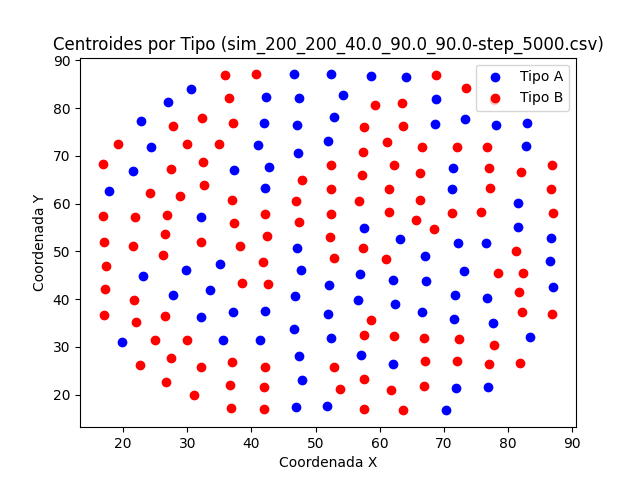 Centroides por Tipo (sim_200_200_40.0_90.0_90.0-step_5000.csv)
Tipo A
Tipo B
90
80
70
60
50
40
30
20
Coordenada Y
20 30 40 50 60 70 80 90
Coordenada X